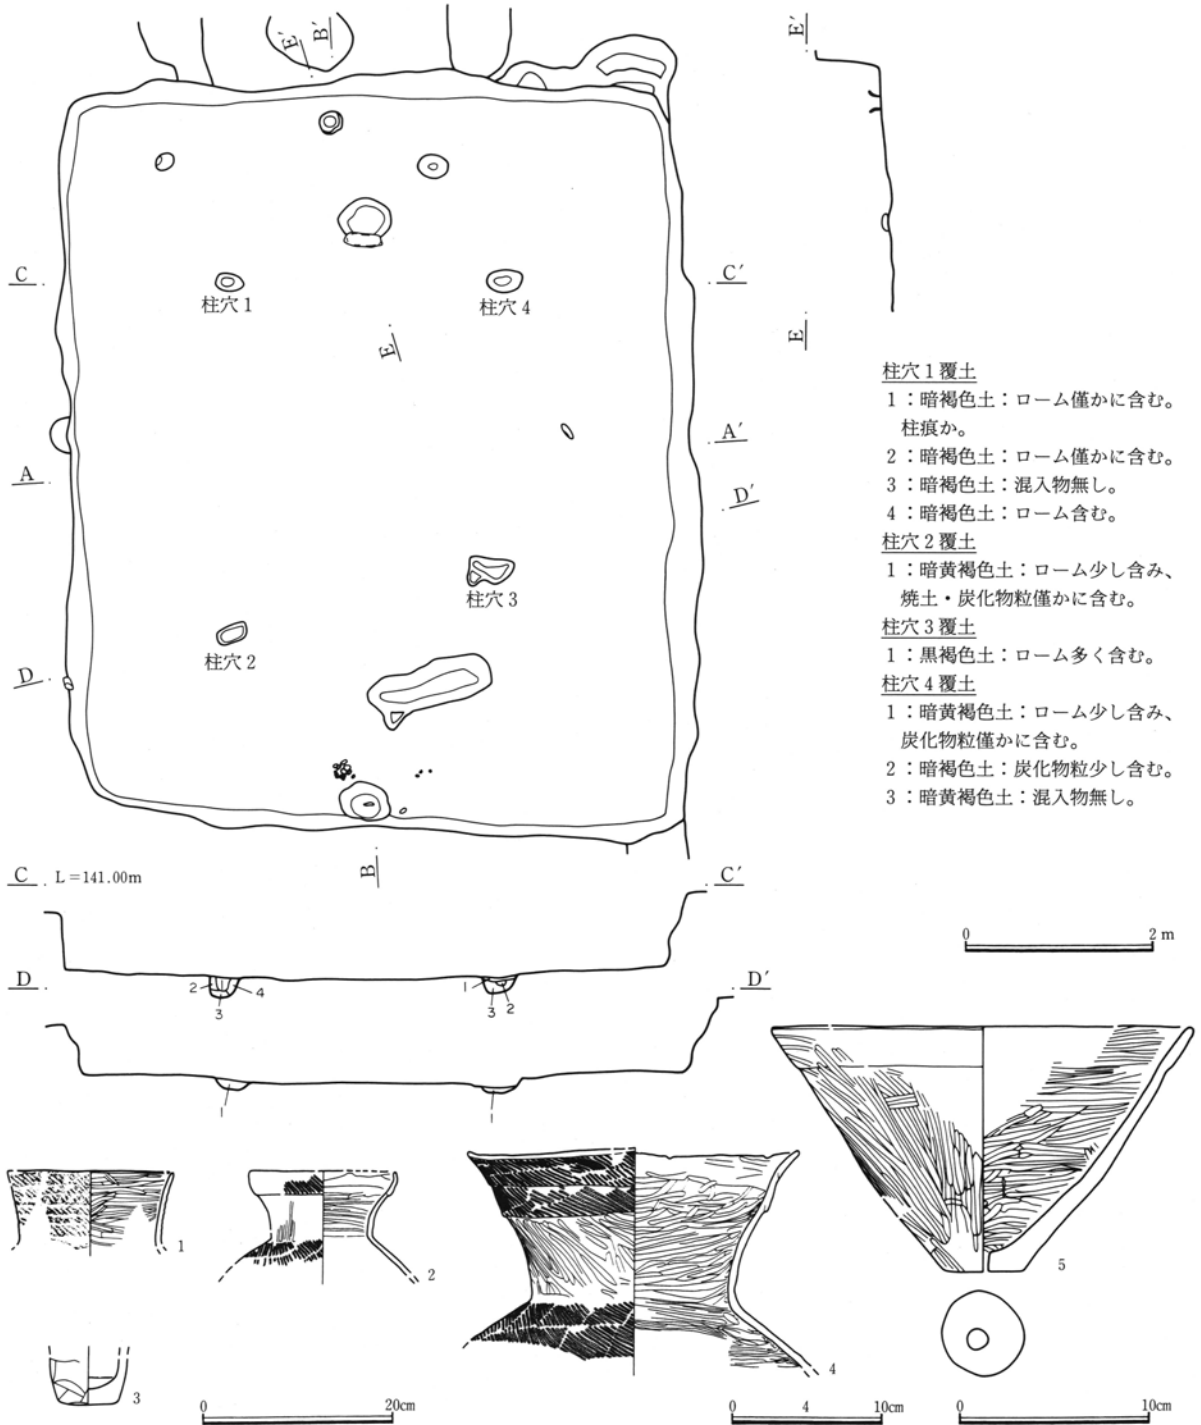 E′
B′
E′
C
C′
柱穴 1
柱穴 4
E
E
A′
A
D′
柱穴 3
柱穴 2
D
B
柱穴 1 覆土
1：暗褐色土：ローム僅かに含む。
柱痕か。
2：暗褐色土：ローム僅かに含む。
3：暗褐色土：混入物無し。
4：暗褐色土：ローム含む。
柱穴 2 覆土
1：暗黄褐色土：ローム少し含み、
焼土・炭化物粒僅かに含む。
柱穴 3 覆土
1：黒褐色土：ローム多く含む。
柱穴 4 覆土
1：暗黄褐色土：ローム少し含み、
炭化物粒僅かに含む。
2：暗褐色土：炭化物粒少し含む。
3：暗黄褐色土：混入物無し。
C L＝141.00m C′
0 2 m
2 3 4 1 3 2
D D′
1 1
1
2
3
4
5
0 20cm
0 4 10cm
0 10cm